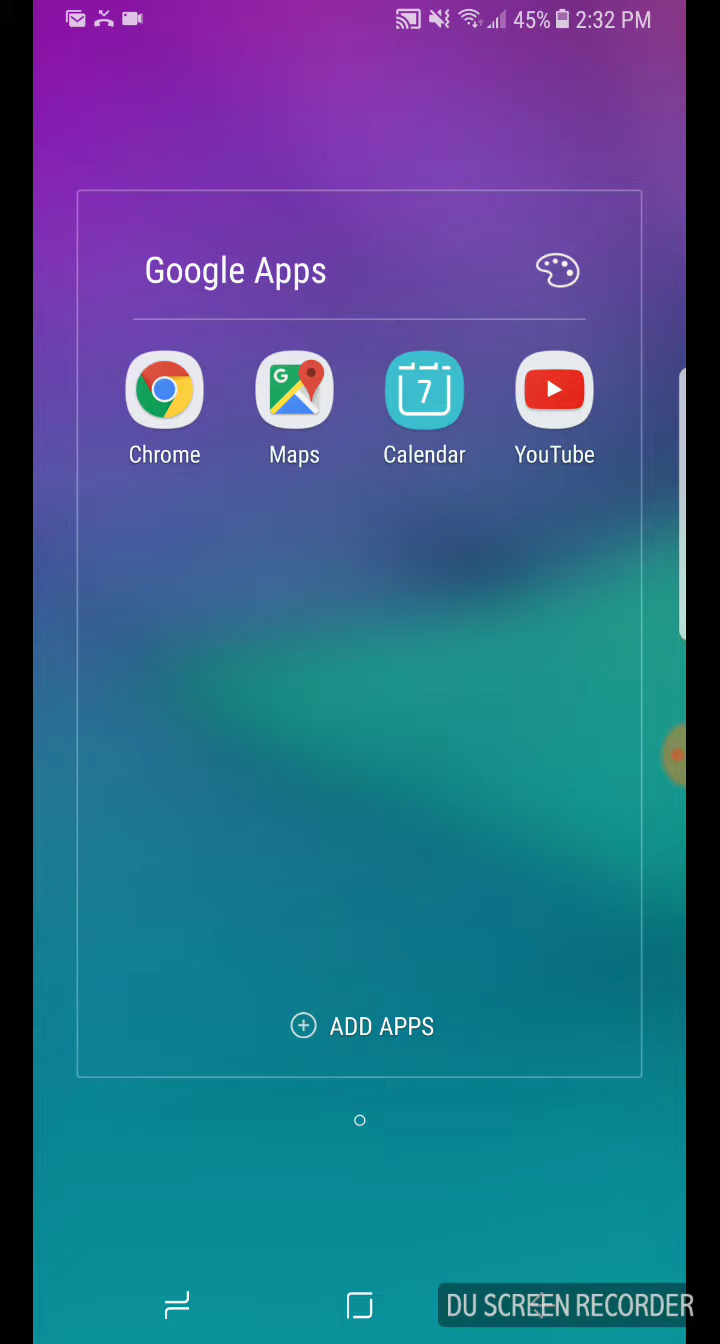 45% 2:32 PM
Google Apps
G 7
Chrome Maps Calendar YouTube
ADD APPS
DU SCREEN RECORDER